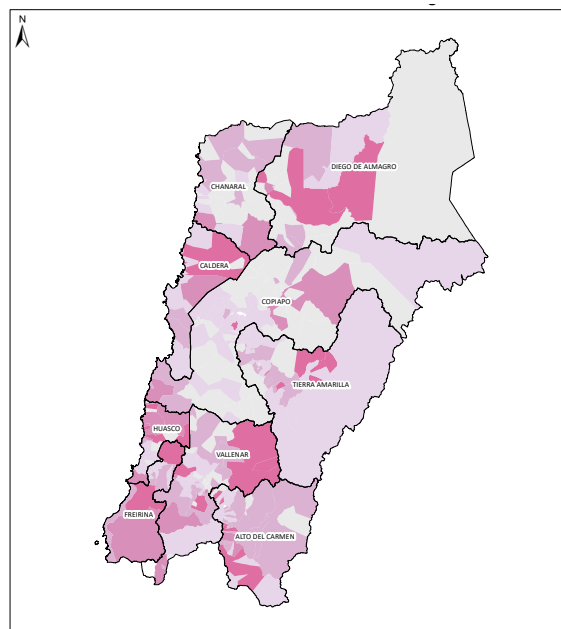 N
DIEGO DE ALMAGRO
CHANARAL
CALDERA
COPIAPO
TIERRA AMARILLA
HUASCO
VALLENAR
FREIRINA
ALTO DEL CARMEN